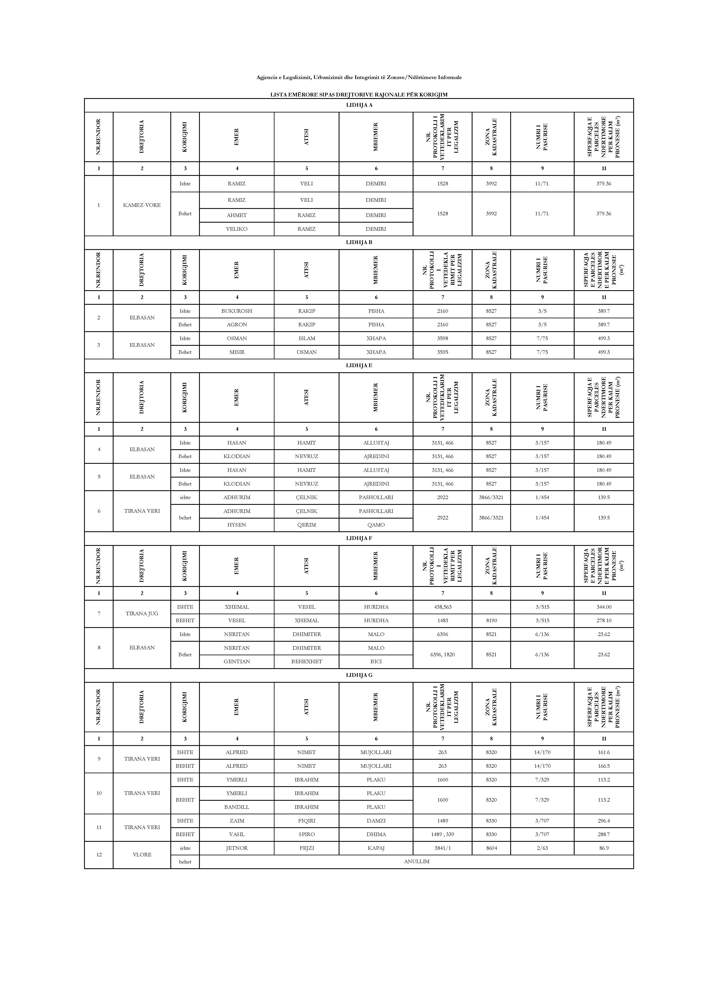 Agjencia e Legalizimit, Urbanizimit dhe Integrimit të Zonave/Ndërtimeve Informale
LISTA EMËRORE SIPAS DREJTORIVE RAJONALE PËR KORIGJIM
LIDHJA A
NR.RENDOR DREJTORIA KORIGJIMI EMER ATESI MBIEMER NR. PROTOKOLLI I VETEDEKLARIM IT PER LEGALIZIM ZONA KADASTRALE NUMRI I PASURISE SIPERFAQJA E PARCELES NDERTIMORE PER KALIM PRONESIE (m²)
1 2 3 4 5 6 7 8 9 11
1 KAMEZ-VORE Ishte RAMIZ VELI DEMIRI 1528 3992 11/71. 379.36
Behet RAMIZ VELI DEMIRI 1528 3992 11/71. 379.36
AHMET RAMIZ DEMIRI
VELIKO RAMIZ DEMIRI
LIDHJA B
NR.RENDOR DREJTORIA KORIGJIMI EMER ATESI MBIEMER NR. PROTOKOLLI I VETEDEKLA RIMIT PER LEGALIZIM ZONA KADASTRALE NUMRI I PASURISE SIPERFAQJA E PARCELES NDERTIMOR E PER KALIM PRONESIE (m²)
1 2 3 4 5 6 7 8 9 11
2 ELBASAN Ishte BUKUROSH RAKIP PISHA 2160 8527 3/5 389.7
Behet AGRON RAKIP PISHA 2160 8527 3/5 389.7
3 ELBASAN Ishte OSMAN ISLAM XHAFA 3598 8527 7/75 499.3
Behet MISIR OSMAN XHAFA 3595 8527 7/75 499.3
LIDHJA E
NR.RENDOR DREJTORIA KORIGJIMI EMER ATESI MBIEMER NR. PROTOKOLLI I VETEDEKLARIM IT PER LEGALIZIM ZONA KADASTRALE NUMRI I PASURISE SIPERFAQJA E PARCELES NDERTIMORE PER KALIM PRONESIE (m²)
1 2 3 4 5 6 7 8 9 11
4 ELBASAN Ishte HASAN HAMIT ALLUSTAJ 3131, 466 8527 3/157 180.49
Behet KLODIAN NEVRUZ AJREDINI 3131, 466 8527 3/157 180.49
5 ELBASAN Ishte HASAN HAMIT ALLUSTAJ 3131, 466 8527 3/157 180.49
Behet KLODIAN NEVRUZ AJREDINI 3131, 466 8527 3/157 180.49
6 TIRANA VERI ishte ADHURIM ÇELNIK PASHOLLARI 2922 3866/3321 1/454 139.5
behet ADHURIM ÇELNIK PASHOLLARI 2922 3866/3321 1/454 139.5
HYSEN QERIM QAMO
LIDHJA F
NR.RENDOR DREJTORIA KORIGJIMI EMER ATESI MBIEMER NR. PROTOKOLLI I VETEDEKLA RIMIT PER LEGALIZIM ZONA KADASTRALE NUMRI I PASURISE SIPERFAQJA E PARCELES NDERTIMOR E PER KALIM PRONESIE (m²)
1 2 3 4 5 6 7 8 9 11
7 TIRANA JUG ISHTE XHEMAL VESEL HURDHA 438,563 3/515 344.00
BEHET VESEL XHEMAL HURDHA 1483 8190 3/515 278.10
8 ELBASAN Ishte NERITAN DHIMITER MALO 6396 8521 6/136 23.62
Behet NERITAN DHIMITER MALO 6396, 1820 8521 6/136 23.62
GENTIAN BEHEXHET BICI
LIDHJA G
NR.RENDOR DREJTORIA KORIGJIMI EMER ATESI MBIEMER NR. PROTOKOLLI I VETEDEKLARIM IT PER LEGALIZIM ZONA KADASTRALE NUMRI I PASURISE SIPERFAQJA E PARCELES NDERTIMORE PER KALIM PRONESIE (m²)
1 2 3 4 5 6 7 8 9 11
9 TIRANA VERI ISHTE ALFRED NIMET MUJOLLARI 263 8320 14/170 161.6
BEHET ALFRED NIMET MUJOLLARI 263 8320 14/170 166.5
10 TIRANA VERI ISHTE YMERLI IBRAHIM PLAKU 1600 8320 7/329 113.2
BEHET YMERLI IBRAHIM PLAKU 1600 8320 7/329 113.2
BANDILL IBRAHIM PLAKU
11 TIRANA VERI ISHTE ZAIM FIQIRI DAMZI 1489 8330 3/707 296.4
BEHET VASIL SPIRO DHIMA 1489 ; 339 8330 3/707 288.7
12 VLORE ishte JETNOR FEJZI KAPAJ 3841/1 8604 2/63 86.9
behet ANULLIM